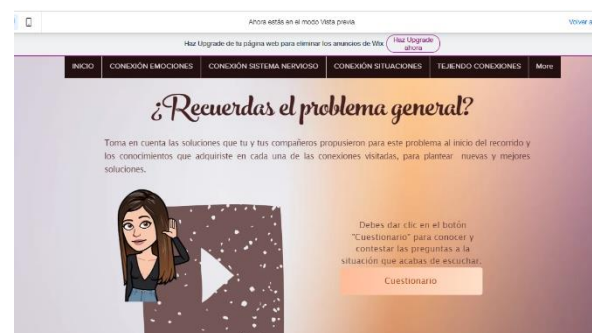 Ahora estás en el modo Vista previa
Volver a
Haz Upgrade de tu página web para eliminar los anuncios de Wix
Haz Upgrade
ahora
INICIO CONEXIÓN EMOCIONES CONEXIÓN SISTEMA NERVIOSO CONEXIÓN SITUACIONES TEJIENDO CONEXIONES More
¿Recuerdas el problema general?
Toma en cuenta las soluciones que tu y tus compañeros propusieron para este problema al inicio del recorrido y
los conocimientos que adquiriste en cada una de las conexiones visitadas, para plantear nuevas y mejores
soluciones.
Debes dar clic en el botón
"Cuestionario" para conocer y
contestar las preguntas a la
situación que acabas de escuchar.
Cuestionario